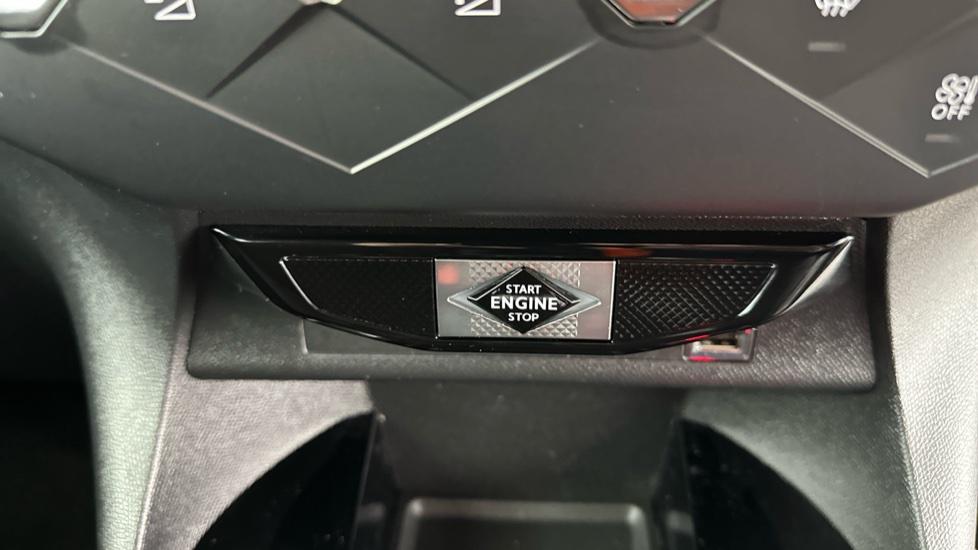 OFF
START
ENGINE
STOP